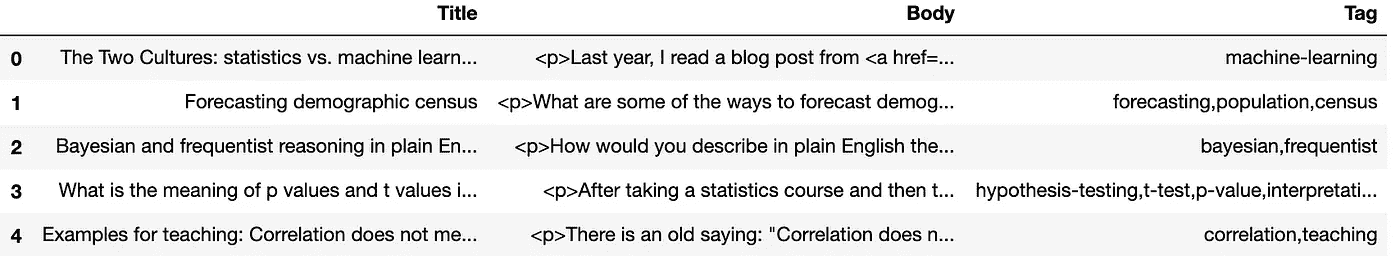 Title Body Tag
0 The Two Cultures: statistics vs. machine learn... <p>Last year, I read a blog post from <a href=... machine-learning
1 Forecasting demographic census <p>What are some of the ways to forecast demog... forecasting,population,census
2 Bayesian and frequentist reasoning in plain En... <p>How would you describe in plain English the... bayesian,frequentist
3 What is the meaning of p values and t values i... <p>After taking a statistics course and then t... hypothesis-testing,t-test,p-value,interpretati...
4 Examples for teaching: Correlation does not me... <p>There is an old saying: "Correlation does n... correlation,teaching